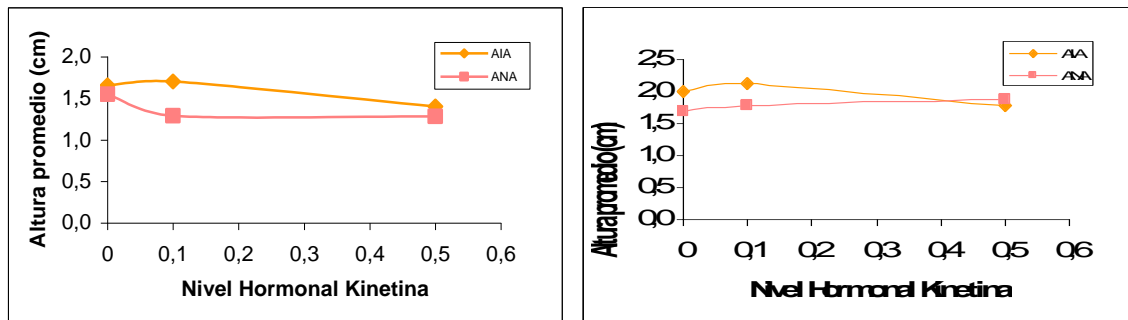 Altura promedio (cm)
2,0
1,5
1,0
0,5
0,0
0 0,1 0,2 0,3 0,4 0,5 0,6
Nivel Hormonal Kinetina
AIA
ANA
Altura promedio (cm)
2,5
2,0
1,5
1,0
0,5
0,0
0 0,1 0,2 0,3 0,4 0,5 0,6
Nivel Hormonal Kinetina
AIA
ANA